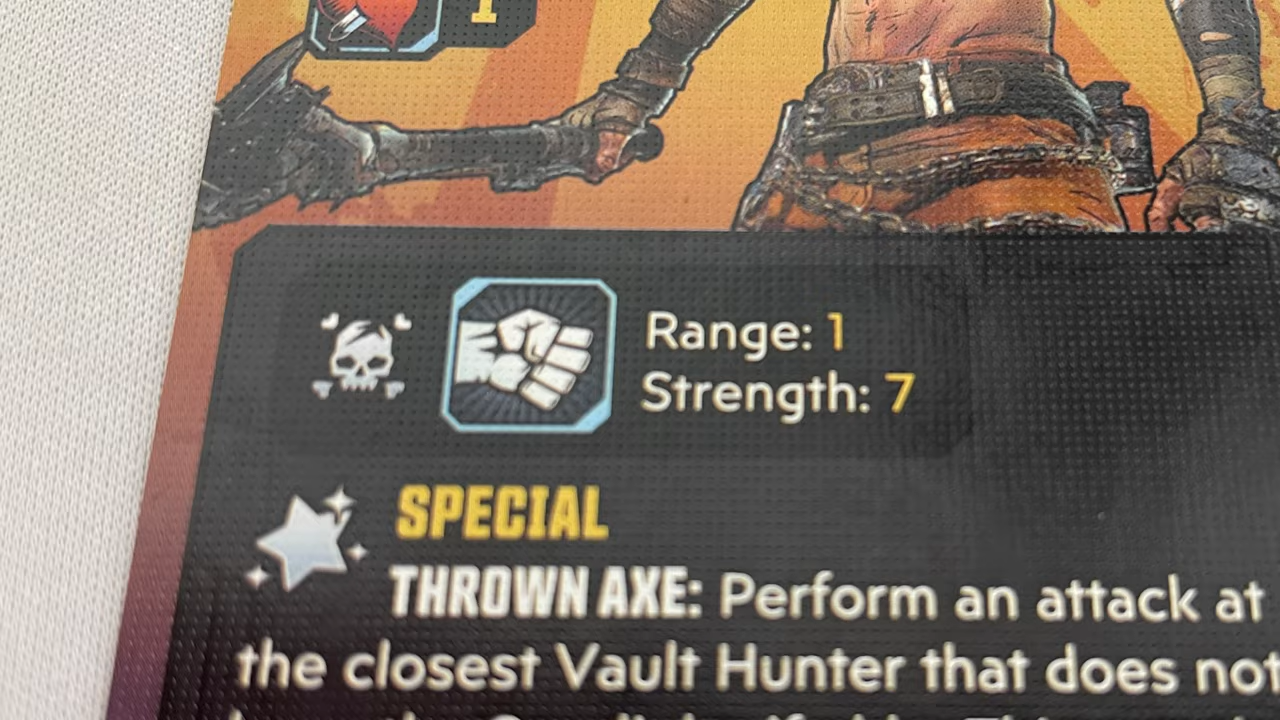 1
Range: 1
Strength: 7
SPECIAL
THROWN AXE: Perform an attack at
the closest Vault Hunter that does not